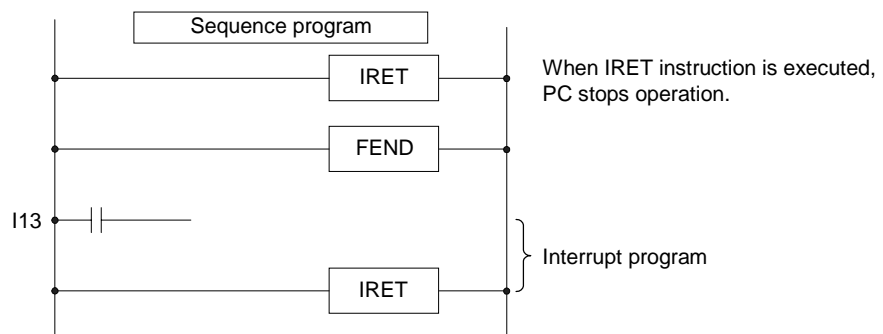 Sequence program
IRET
When IRET instruction is executed,
PC stops operation.
FEND
I13
Interrupt program
IRET